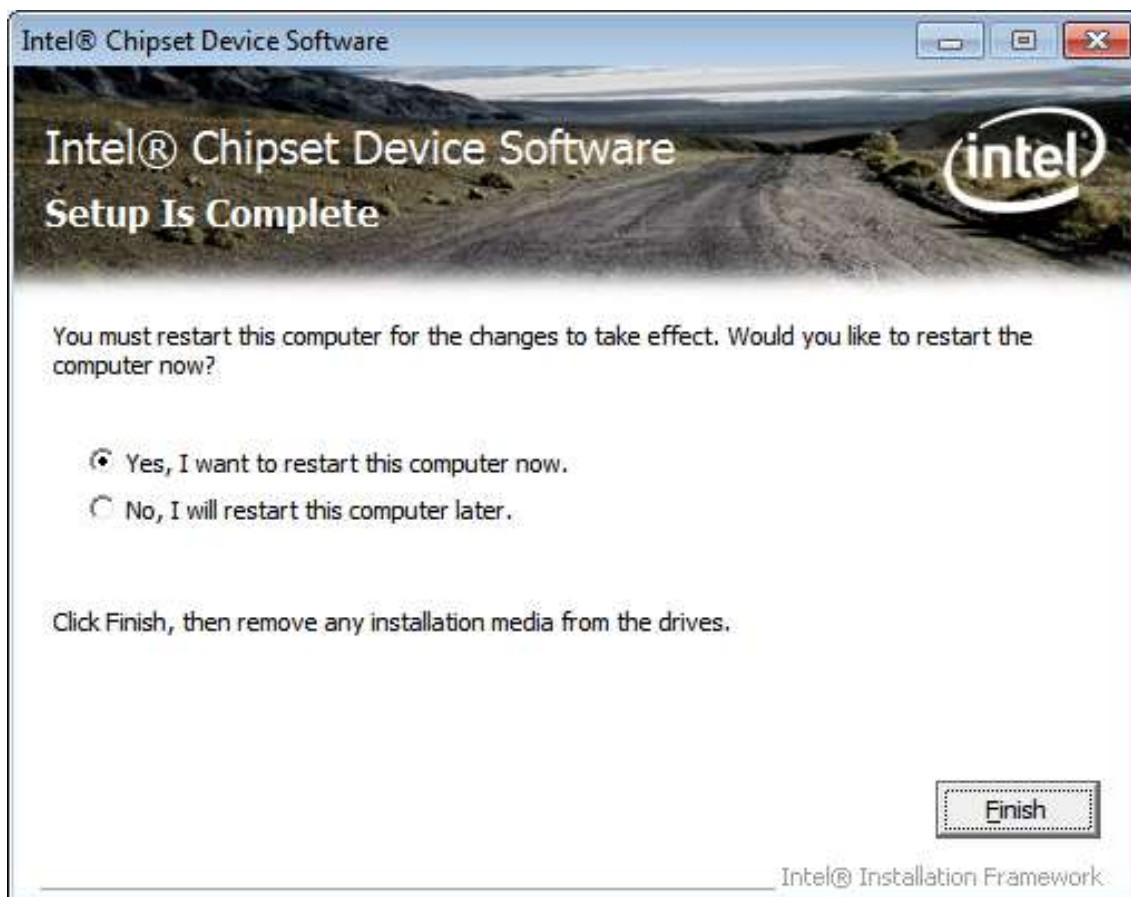 Intel® Chipset Device Software
Intel® Chipset Device Software
intel®
Setup Is Complete
You must restart this computer for the changes to take effect. Would you like to restart the
computer now?
Yes, I want to restart this computer now.
No, I will restart this computer later.
Click Finish, then remove any installation media from the drives.
Finish
Intel® Installation Framework